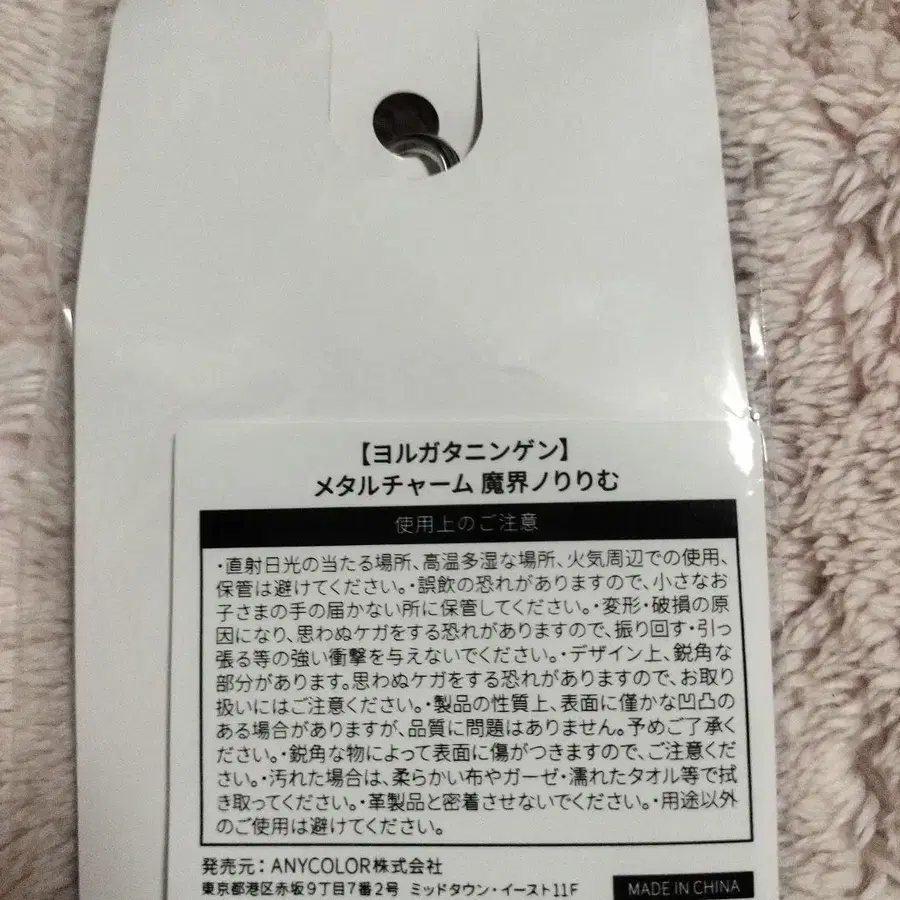 【ヨルガタニンゲン】
メタルチャーム 魔界ノりりむ
使用上のご注意
・直射日光の当たる場所、高温多湿な場所、火気周辺での使用、
保管は避けてください。・誤飲の恐れがありますので、小さなお
子さまの手の届かない所に保管してください。・変形・破損の原
因になり、思わぬケガをする恐れがありますので、振り回す・引っ
張る等の強い衝撃を与えないでください。・デザイン上、鋭角な
部分があります。思わぬケガをする恐れがありますので、お取り
扱いにはご注意ください。・製品の性質上、表面に僅かな凹凸の
ある場合がありますが、品質に問題はありません。予めご了承く
ださい。・鋭角な物によって表面に傷がつきますので、ご注意くだ
さい。・汚れた場合は、柔らかい布やガーゼ・濡れたタオル等で拭
き取ってください。・革製品と密着させないでください。・用途以外
のご使用は避けてください。
発売元：ANYCOLOR株式会社
東京都港区赤坂9丁目7番2号 ミッドタウン・イースト11F
MADE IN CHINA